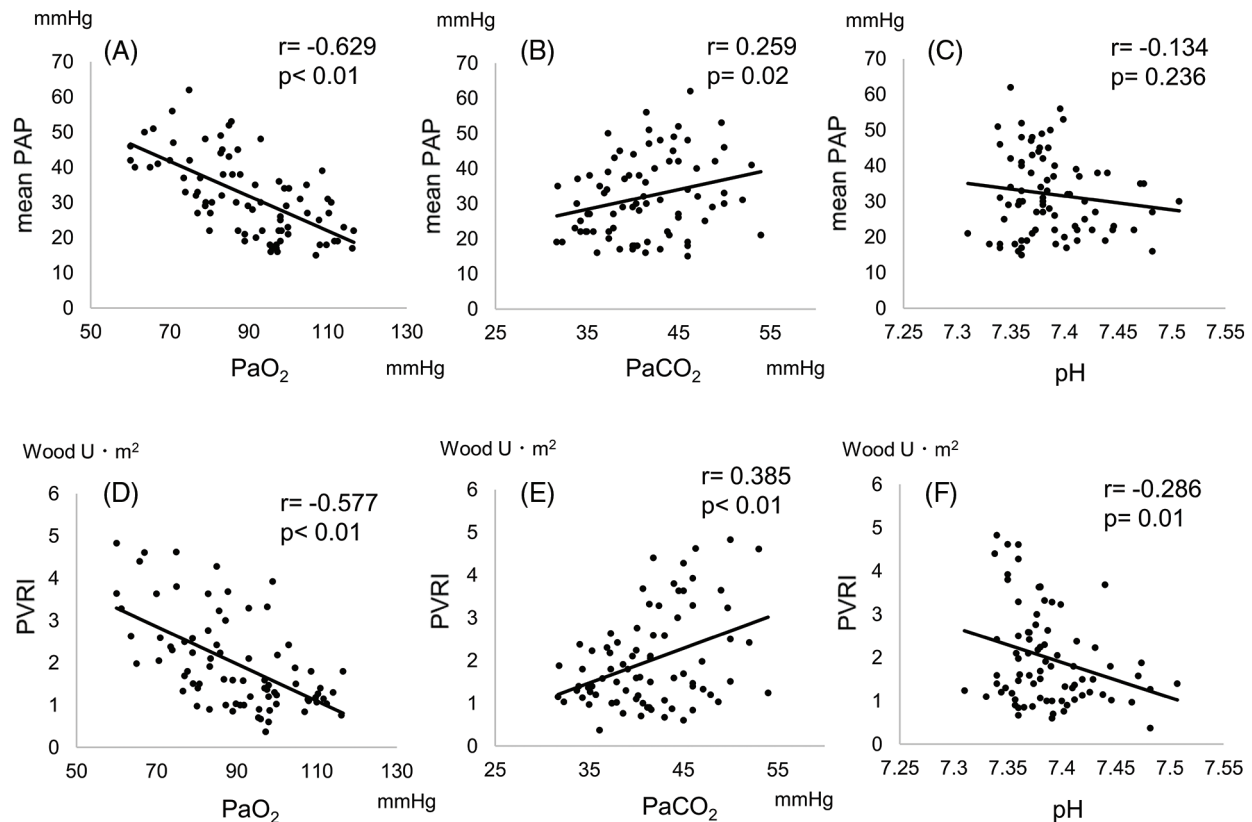 mmHg
(A)
r= -0.629
p< 0.01
mean PAP
70
60
50
40
30
20
10
0
50 70 90 110 130
PaO2 mmHg
(B)
r= 0.259
p= 0.02
mean PAP
70
60
50
40
30
20
10
0
25 35 45 55
PaCO2 mmHg
mmHg
(C)
r= -0.134
p= 0.236
mean PAP
70
60
50
40
30
20
10
0
7.25 7.3 7.35 7.4 7.45 7.5 7.55
pH
Wood U・m²
(D)
r= -0.577
p< 0.01
PVRI
6
5
4
3
2
1
0
50 70 90 110 130
PaO2 mmHg
Wood U・m²
(E)
r= 0.385
p< 0.01
PVRI
6
5
4
3
2
1
0
25 35 45 55
PaCO2 mmHg
Wood U・m²
(F)
r= -0.286
p= 0.01
PVRI
6
5
4
3
2
1
0
7.25 7.3 7.35 7.4 7.45 7.5 7.55
pH